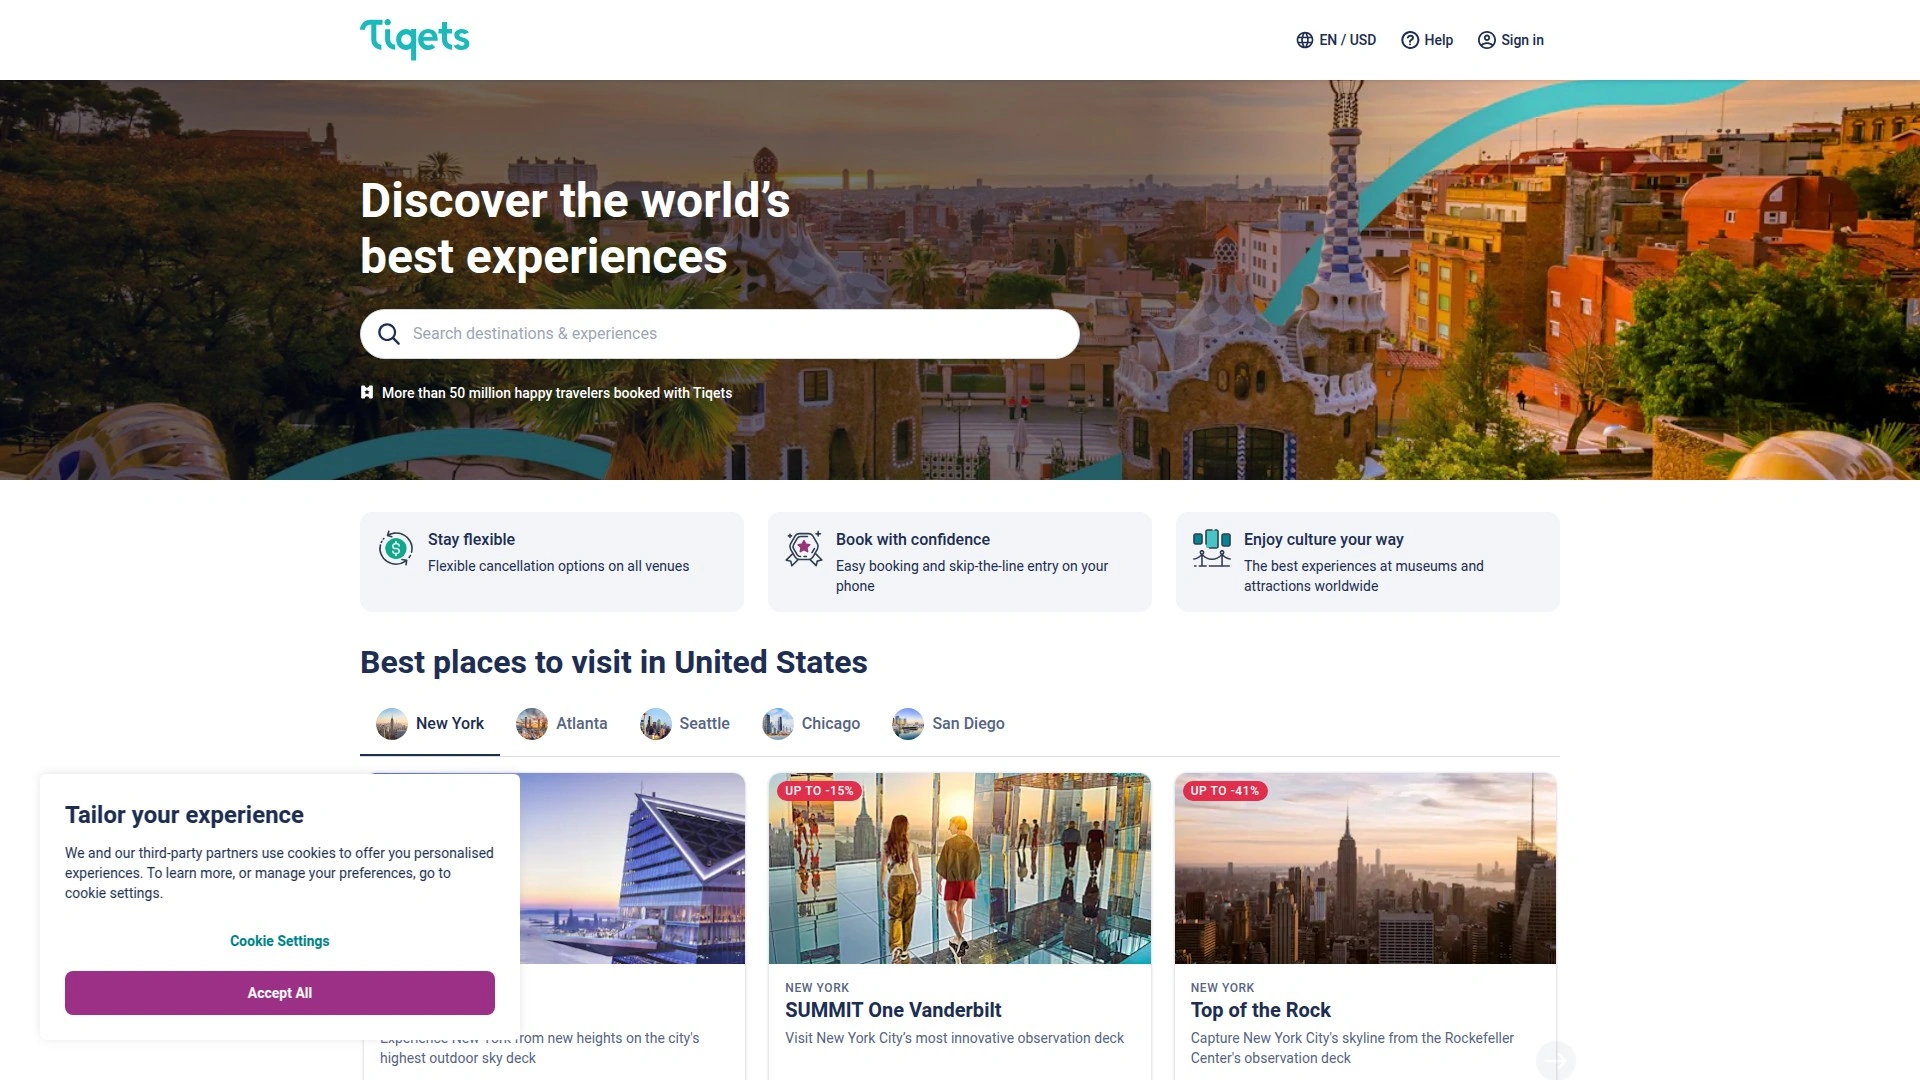 Tiqets
EN / USD
Help
Sign in
Discover the world’s
best experiences
Search destinations & experiences
More than 50 million happy travelers booked with Tiqets
Stay flexible
Flexible cancellation options on all venues
Book with confidence
Easy booking and skip-the-line entry on your
phone
Enjoy culture your way
The best experiences at museums and
attractions worldwide
Best places to visit in United States
New York
Atlanta
Seattle
Chicago
San Diego
Tailor your experience
We and our third-party partners use cookies to offer you personalised
experiences. To learn more, or manage your preferences, go to
cookie settings.
Cookie Settings
Accept All
Experience New York from new heights on the city's
highest outdoor sky deck
UP TO -15%
NEW YORK
SUMMIT One Vanderbilt
Visit New York City’s most innovative observation deck
UP TO -41%
NEW YORK
Top of the Rock
Capture New York City's skyline from the Rockefeller
Center's observation deck